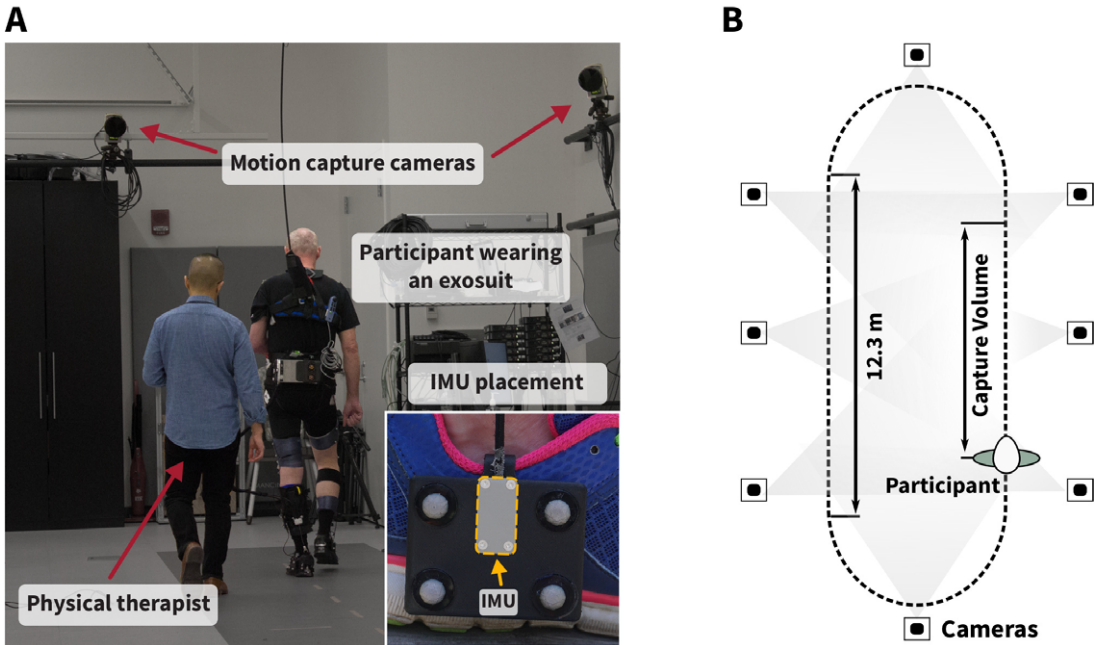 A
Motion capture cameras
Participant wearing
an exosuit
IMU placement
IMU
Physical therapist
B
12.3 m
Capture Volume
Participant
Cameras